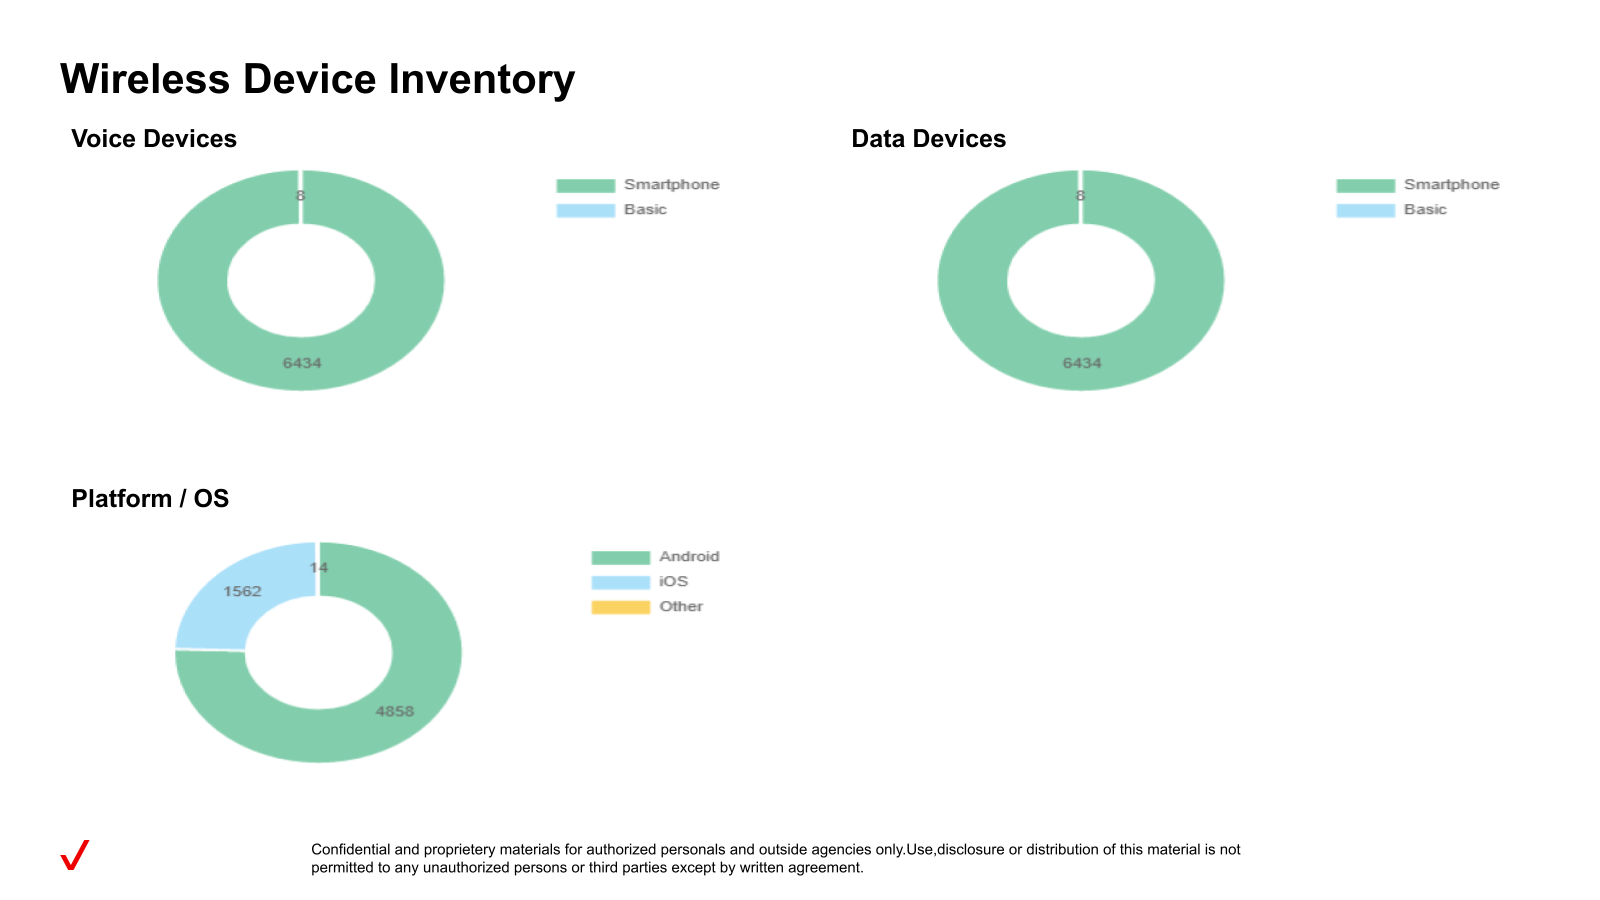 Wireless Device Inventory
Voice Devices
8
6434
Smartphone
Basic
Data Devices
8
6434
Smartphone
Basic
Platform / OS
14
1562
4858
Android
iOS
Other
Confidential and proprietery materials for authorized personals and outside agencies only.Use,disclosure or distribution of this material is not
permitted to any unauthorized persons or third parties except by written agreement.